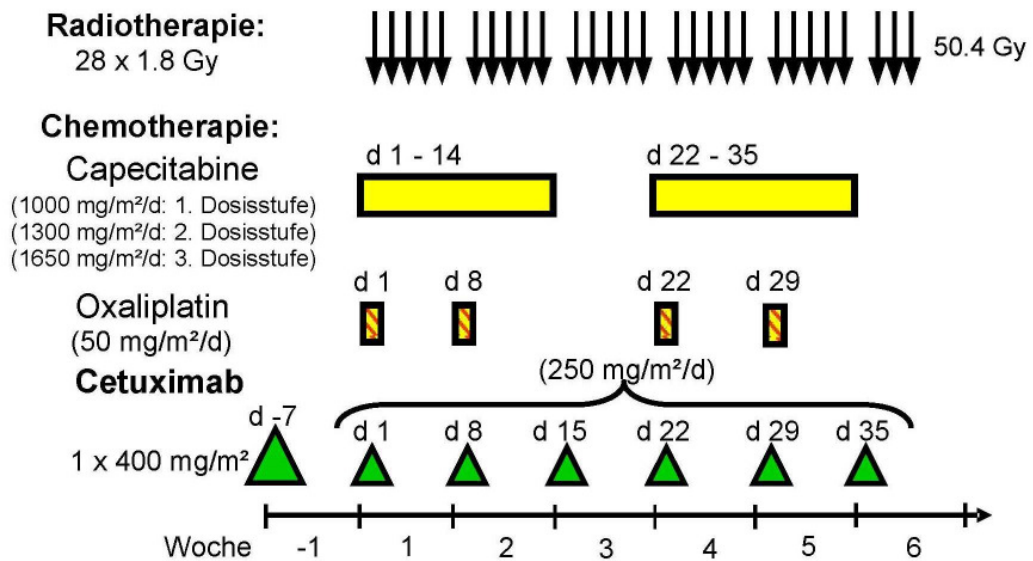 Radiotherapie:
28 x 1.8 Gy
50.4 Gy
Chemotherapie:
Capecitabine
(1000 mg/m²/d: 1. Dosisstufe)
(1300 mg/m²/d: 2. Dosisstufe)
(1650 mg/m²/d: 3. Dosisstufe)
d 1 - 14
d 22 - 35
Oxaliplatin
(50 mg/m²/d)
d 1
d 8
d 22
d 29
Cetuximab
(250 mg/m²/d)
d -7
d 1
d 8
d 15
d 22
d 29
d 35
1 x 400 mg/m²
Woche
-1
1
2
3
4
5
6